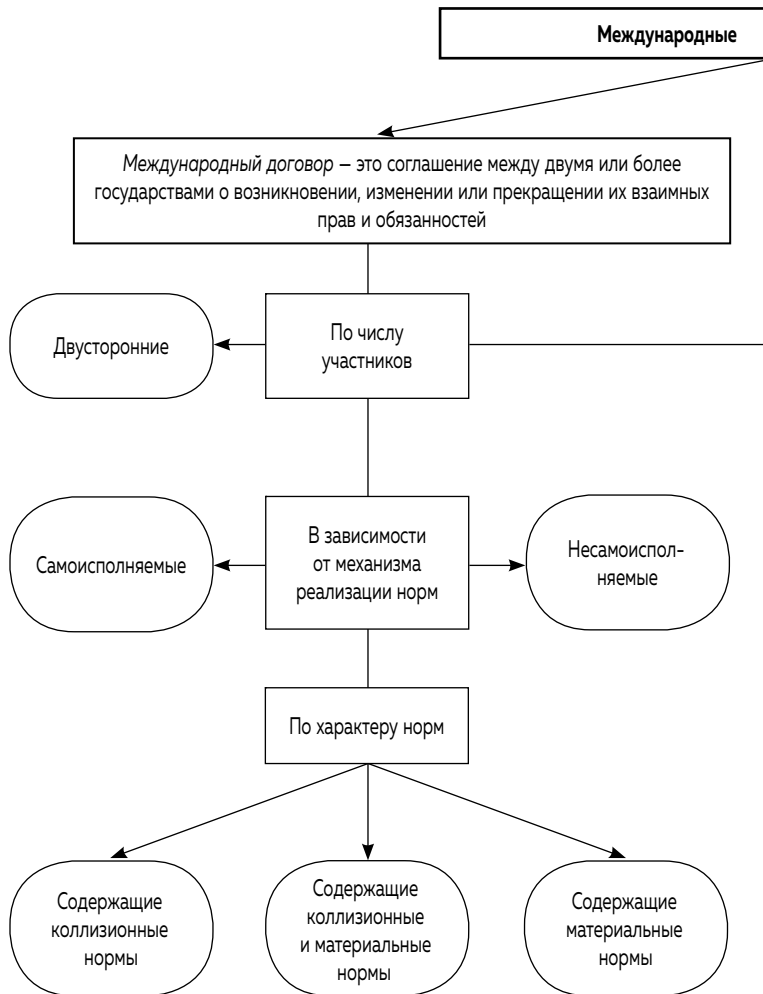 Международные
Международный договор – это соглашение между двумя или более
государствами о возникновении, изменении или прекращении их взаимных
прав и обязанностей
Двусторонние
По числу
участников
Самоисполняемые
В зависимости
от механизма
реализации норм
Несамоиспол-
няемые
По характеру норм
Содержащие
коллизионные
нормы
Содержащие
коллизионные
и материальные
нормы
Содержащие
материальные
нормы